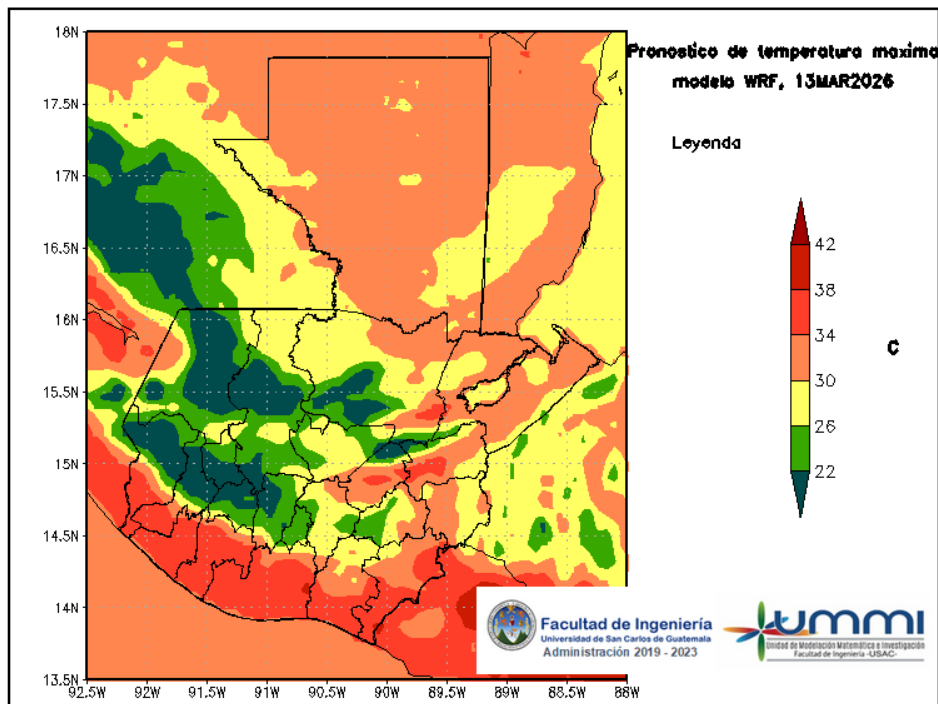 Pronostico de temperatura maxima
modelo WRF, 13MAR2026
Leyenda
42
38
34
30
26
22
C
18N
17.5N
17N
16.5N
16N
15.5N
15N
14.5N
14N
13.5N
92.5W
92W
91.5W
91W
90.5W
90W
89.5W
89W
88.5W
88W
Facultad de Ingeniería
Universidad de San Carlos de Guatemala
Administración 2019 - 2023
ummi
Unidad de Modelación Matemática e Investigación
Facultad de Ingeniería -USAC-